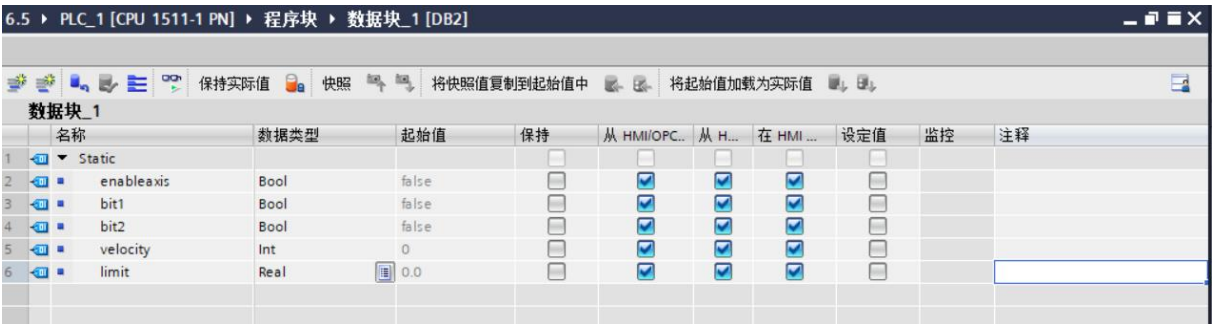 6.5 ▸ PLC_1 [CPU 1511-1 PN] ▸ 程序块 ▸ 数据块_1 [DB2]
保持实际值 快照 将快照值复制到起始值中 将起始值加载为实际值
数据块_1
名称 数据类型 起始值 保持 从 HMI/OPC.. 从 H... 在 HMI ... 设定值 监控 注释
1 Static
2 enableaxis Bool false
3 bit1 Bool false
4 bit2 Bool false
5 velocity Int 0
6 limit Real 0.0